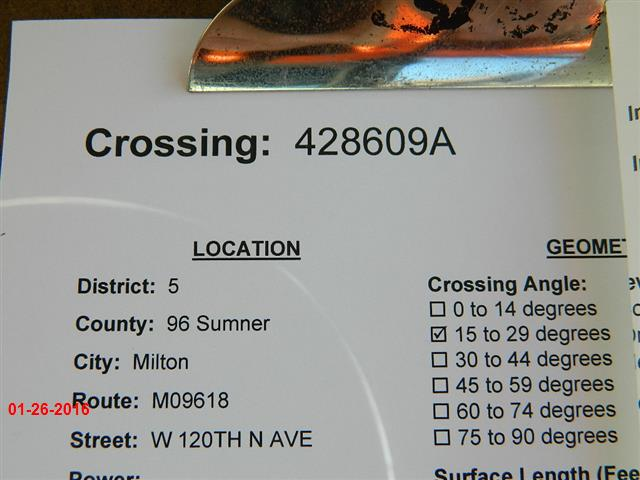 Crossing: 428609A
LOCATION
District: 5
County: 96 Sumner
City: Milton
Route: M09618
Street: W 120TH N AVE
Power:
GEOMET
Crossing Angle:
0 to 14 degrees
15 to 29 degrees
30 to 44 degrees
45 to 59 degrees
60 to 74 degrees
75 to 90 degrees
Surface Length (Fee
01-26-2016